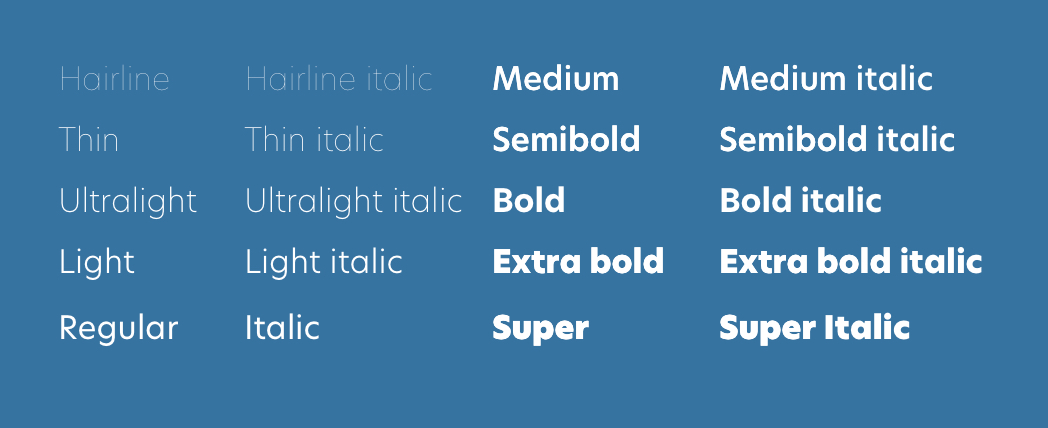 Hairline Hairline italic Medium Medium italic
Thin Thin italic Semibold Semibold italic
Ultralight Ultralight italic Bold Bold italic
Light Light italic Extra bold Extra bold italic
Regular Italic Super Super Italic